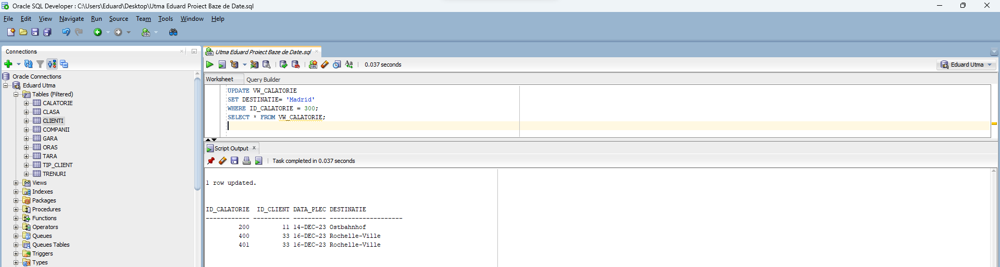 Oracle SQL Developer : C:\Users\Eduard\Desktop\Utma Eduard Proiect Baze de Date.sql
File Edit View Navigate Run Source Team Tools Window Help
Connections
Oracle Connections
Eduard Utma
Tables (Filtered)
CALATORIE
CLASA
CLIENTI
COMPANII
GARA
ORAS
TARA
TIP_CLIENT
TRENURI
Views
Indexes
Packages
Procedures
Functions
Operators
Queues
Queues Tables
Triggers
Types
Utma Eduard Proiect Baze de Date.sql
0.037 seconds
Eduard Utma
Worksheet Query Builder
UPDATE VW_CALATORIE
SET DESTINATIE= 'Madrid'
WHERE ID_CALATORIE = 300;
SELECT * FROM VW_CALATORIE;
Script Output x
Task completed in 0.037 seconds
1 row updated.
ID_CALATORIE ID_CLIENT DATA_PLEC DESTINATIE
------------ ---------- --------- --------------------
200 11 14-DEC-23 Ostbahnhof
400 33 16-DEC-23 Rochelle-Ville
401 33 16-DEC-23 Rochelle-Ville